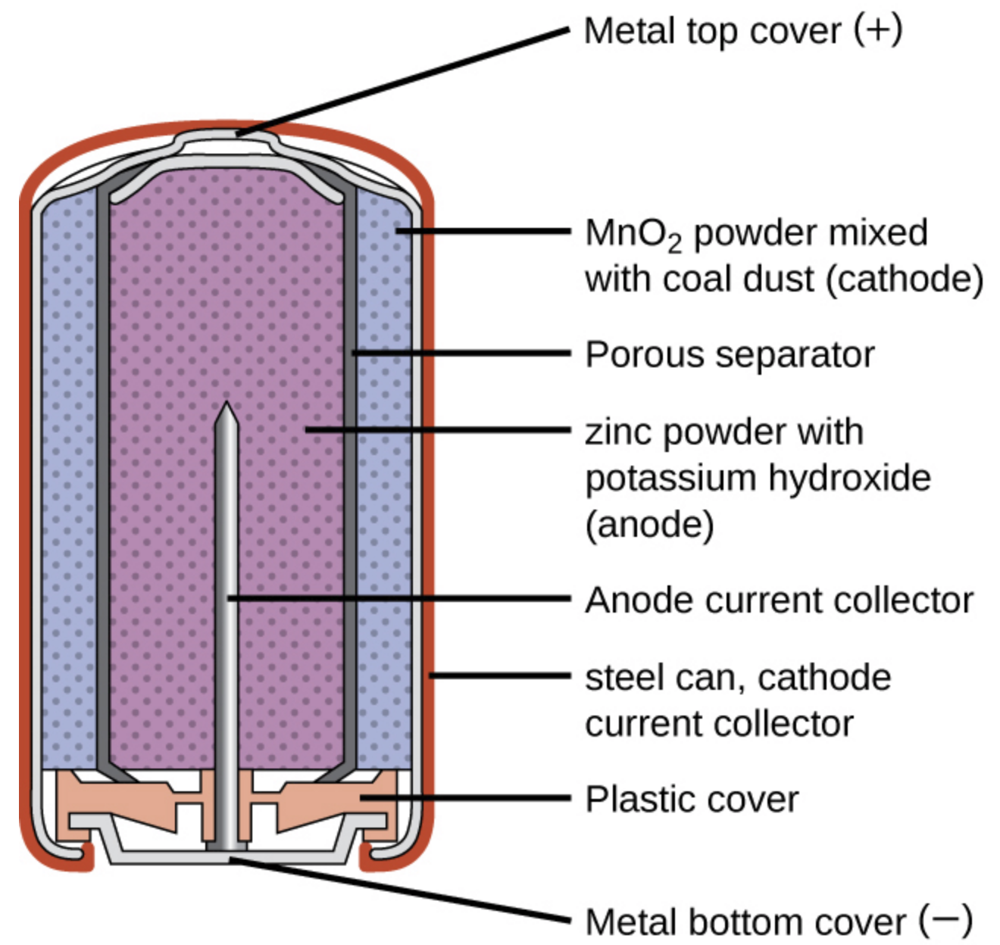 Metal top cover (+)
MnO₂ powder mixed
with coal dust (cathode)
Porous separator
zinc powder with
potassium hydroxide
(anode)
Anode current collector
steel can, cathode
current collector
Plastic cover
Metal bottom cover (−)